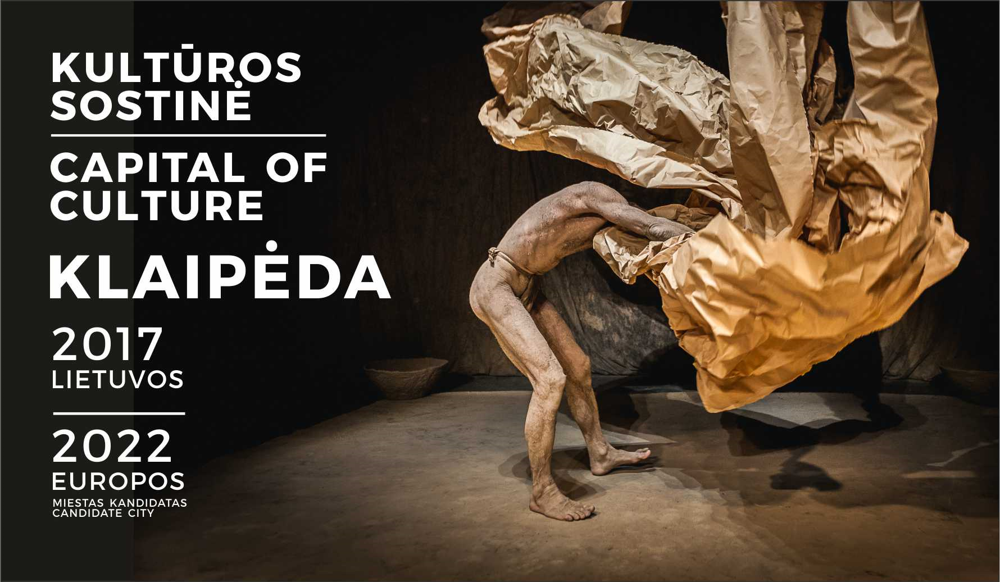 KULTŪROS
SOSTINĖ
CAPITAL OF
CULTURE
KLAIPĖDA
2017
LIETUVOS
2022
EUROPOS
MIESTAS KANDIDATAS
CANDIDATE CITY